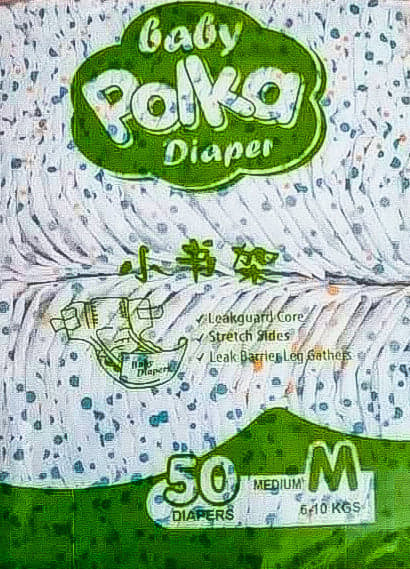 baby
Polka
Diaper
小书架
✓ Leakguard Core
✓ Stretch Sides
✓ Leak Barrier Leg Gathers
Diapers
50
DIAPERS
MEDIUM M
6-10 KGS